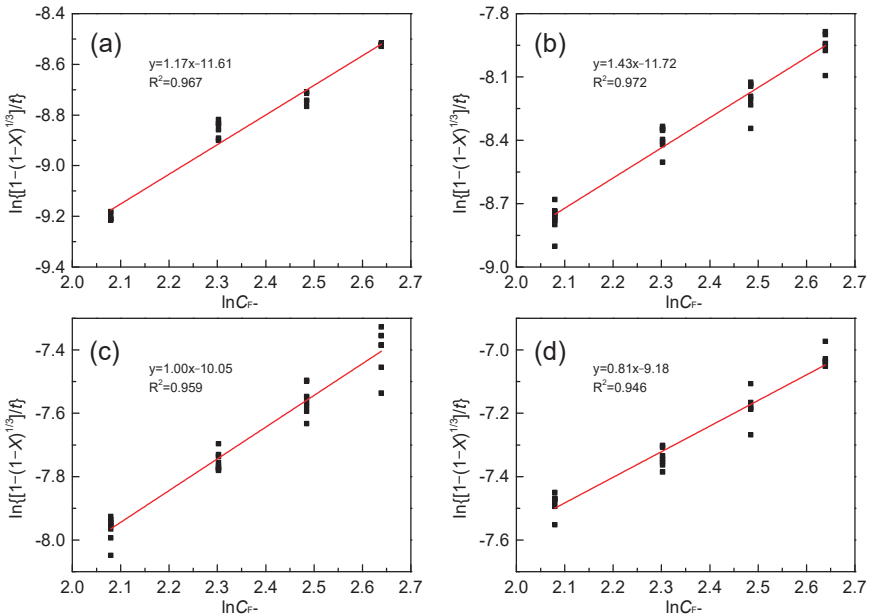 (a)
y=1.17x−11.61
R²=0.967
ln{[1−(1−X)^{1/3}]/t}
-8.4
-8.6
-8.8
-9.0
-9.2
-9.4
2.0 2.1 2.2 2.3 2.4 2.5 2.6 2.7
lnC_F-
(b)
y=1.43x−11.72
R²=0.972
ln{[1−(1−X)^{1/3}]/t}
-7.8
-8.1
-8.4
-8.7
-9.0
2.0 2.1 2.2 2.3 2.4 2.5 2.6 2.7
lnC_F-
(c)
y=1.00x−10.05
R²=0.959
ln{[1−(1−X)^{1/3}]/t}
-7.4
-7.6
-7.8
-8.0
2.0 2.1 2.2 2.3 2.4 2.5 2.6 2.7
lnC_F-
(d)
y=0.81x−9.18
R²=0.946
ln{[1−(1−X)^{1/3}]/t}
-7.0
-7.2
-7.4
-7.6
2.0 2.1 2.2 2.3 2.4 2.5 2.6 2.7
lnC_F-